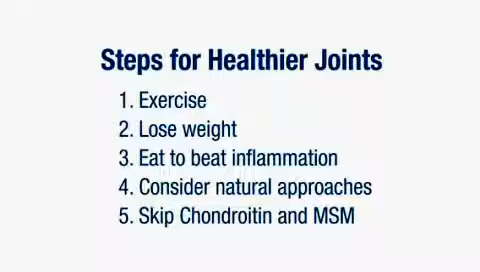 Steps for Healthier Joints
1. Exercise
2. Lose weight
3. Eat to beat inflammation
4. Consider natural approaches
5. Skip Chondroitin and MSM